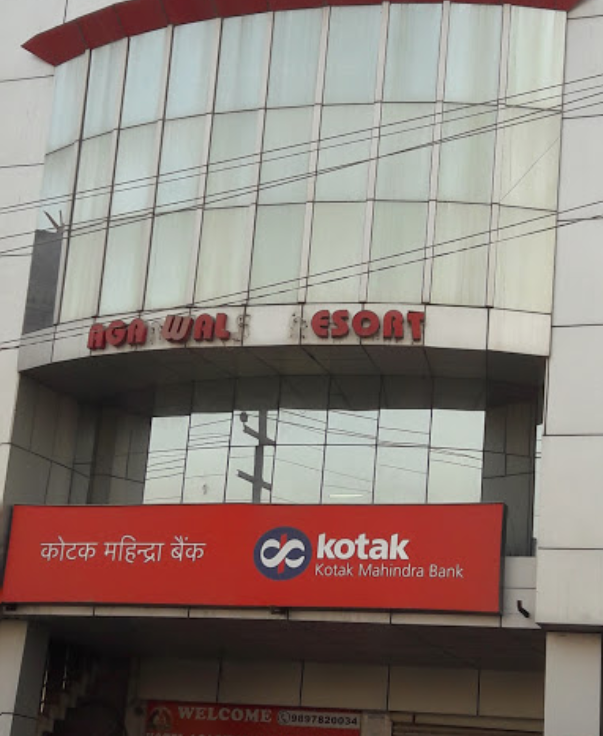 AGA WAL ESORT
कोटक महिन्द्रा बैंक
kotak
Kotak Mahindra Bank
WELCOME 9897820034